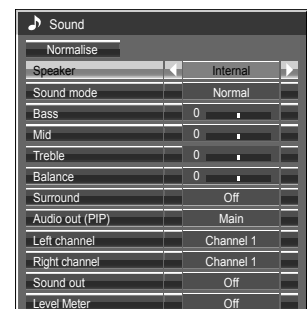 Sound
Normalise
Speaker Internal
Sound mode Normal
Bass 0
Mid 0
Treble 0
Balance 0
Surround Off
Audio out (PIP) Main
Left channel Channel 1
Right channel Channel 1
Sound out Off
Level Meter Off